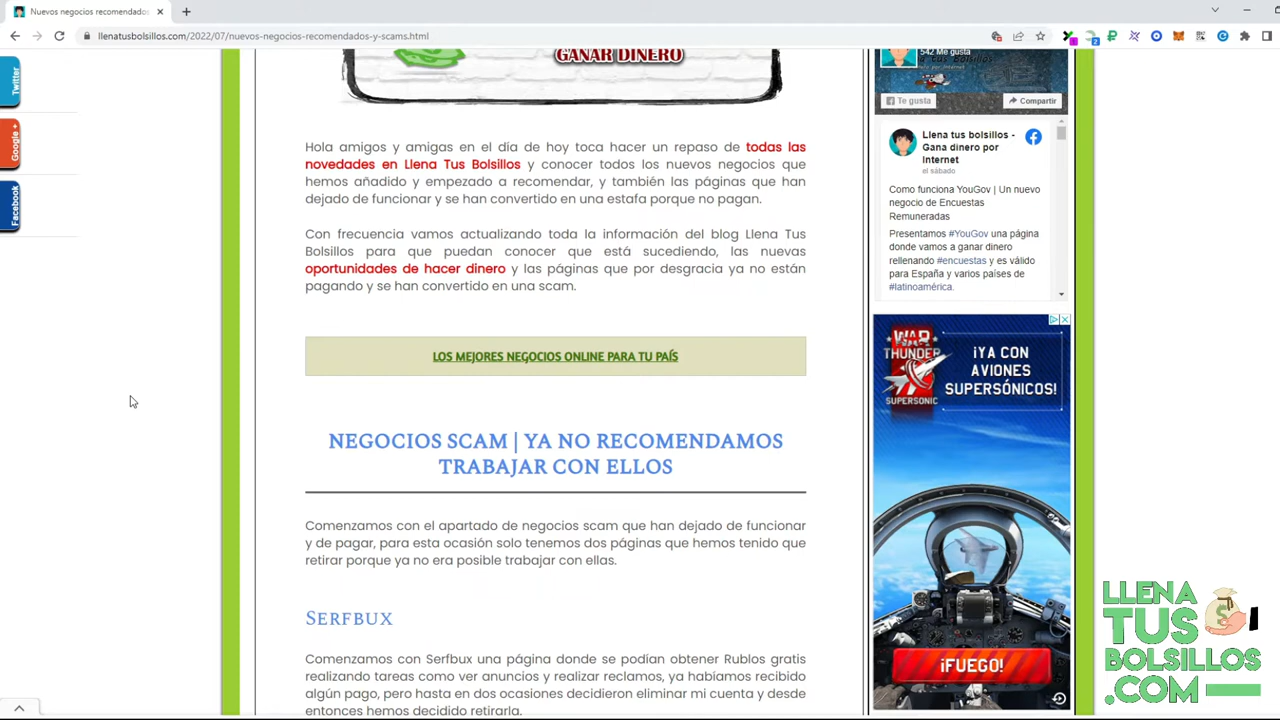 Nuevos negocios recomendados
llenatusbolsillos.com/2022/07/nuevos-negocios-recomendados-y-scams.html
Twitter
Google +
Facebook
GANAR DINERO
Hola amigos y amigas en el día de hoy toca hacer un repaso de todas las
novedades en Llena Tus Bolsillos y conocer todos los nuevos negocios que
hemos añadido y empezado a recomendar, y también las páginas que han
dejado de funcionar y se han convertido en una estafa porque no pagan.
Con frecuencia vamos actualizando toda la información del blog Llena Tus
Bolsillos para que puedan conocer que está sucediendo, las nuevas
oportunidades de hacer dinero y las páginas que por desgracia ya no están
pagando y se han convertido en una scam.
LOS MEJORES NEGOCIOS ONLINE PARA TU PAÍS
NEGOCIOS SCAM | YA NO RECOMENDAMOS
TRABAJAR CON ELLOS
Comenzamos con el apartado de negocios scam que han dejado de funcionar
y de pagar, para esta ocasión solo tenemos dos páginas que hemos tenido que
retirar porque ya no era posible trabajar con ellas.
Serfbux
Comenzamos con Serfbux una página donde se podían obtener Rublos gratis
realizando tareas como ver anuncios y realizar reclamos, ya habíamos recibido
algún pago, pero hasta en dos ocasiones decidieron eliminar mi cuenta y desde
entonces hemos decidido retirarla.
542 Me gusta
Te gusta
Compartir
Llena tus bolsillos -
Gana dinero por
Internet
el sábado
Como funciona YouGov | Un nuevo
negocio de Encuestas
Remuneradas
Presentamos #YouGov una página
donde vamos a ganar dinero
rellenando #encuestas y es válido
para España y varios países de
#latinoamérica.
WAR
THUNDER
SUPERSONIC
¡YA CON
AVIONES
SUPERSÓNICOS!
¡FUEGO!
LLENA
TUS
BOLSILLOS
.COM